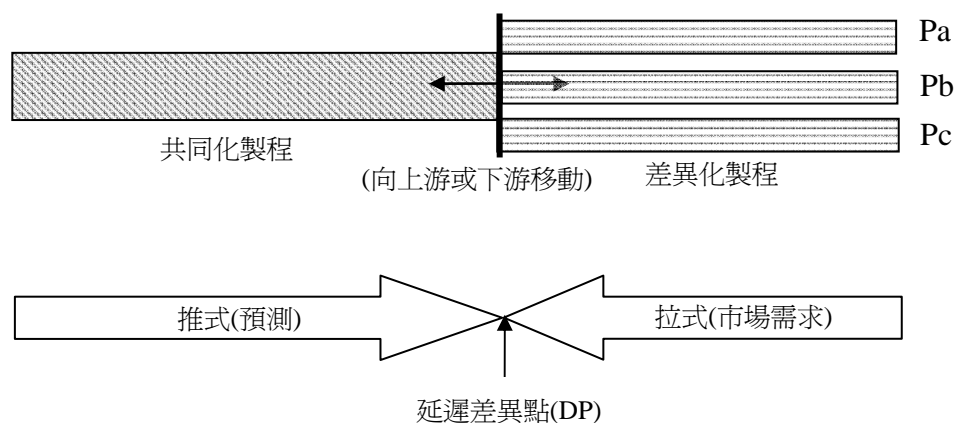 Pa
Pb
Pc
共同化製程
(向上游或下游移動)
差異化製程
推式(預測)
拉式(市場需求)
延遲差異點(DP)